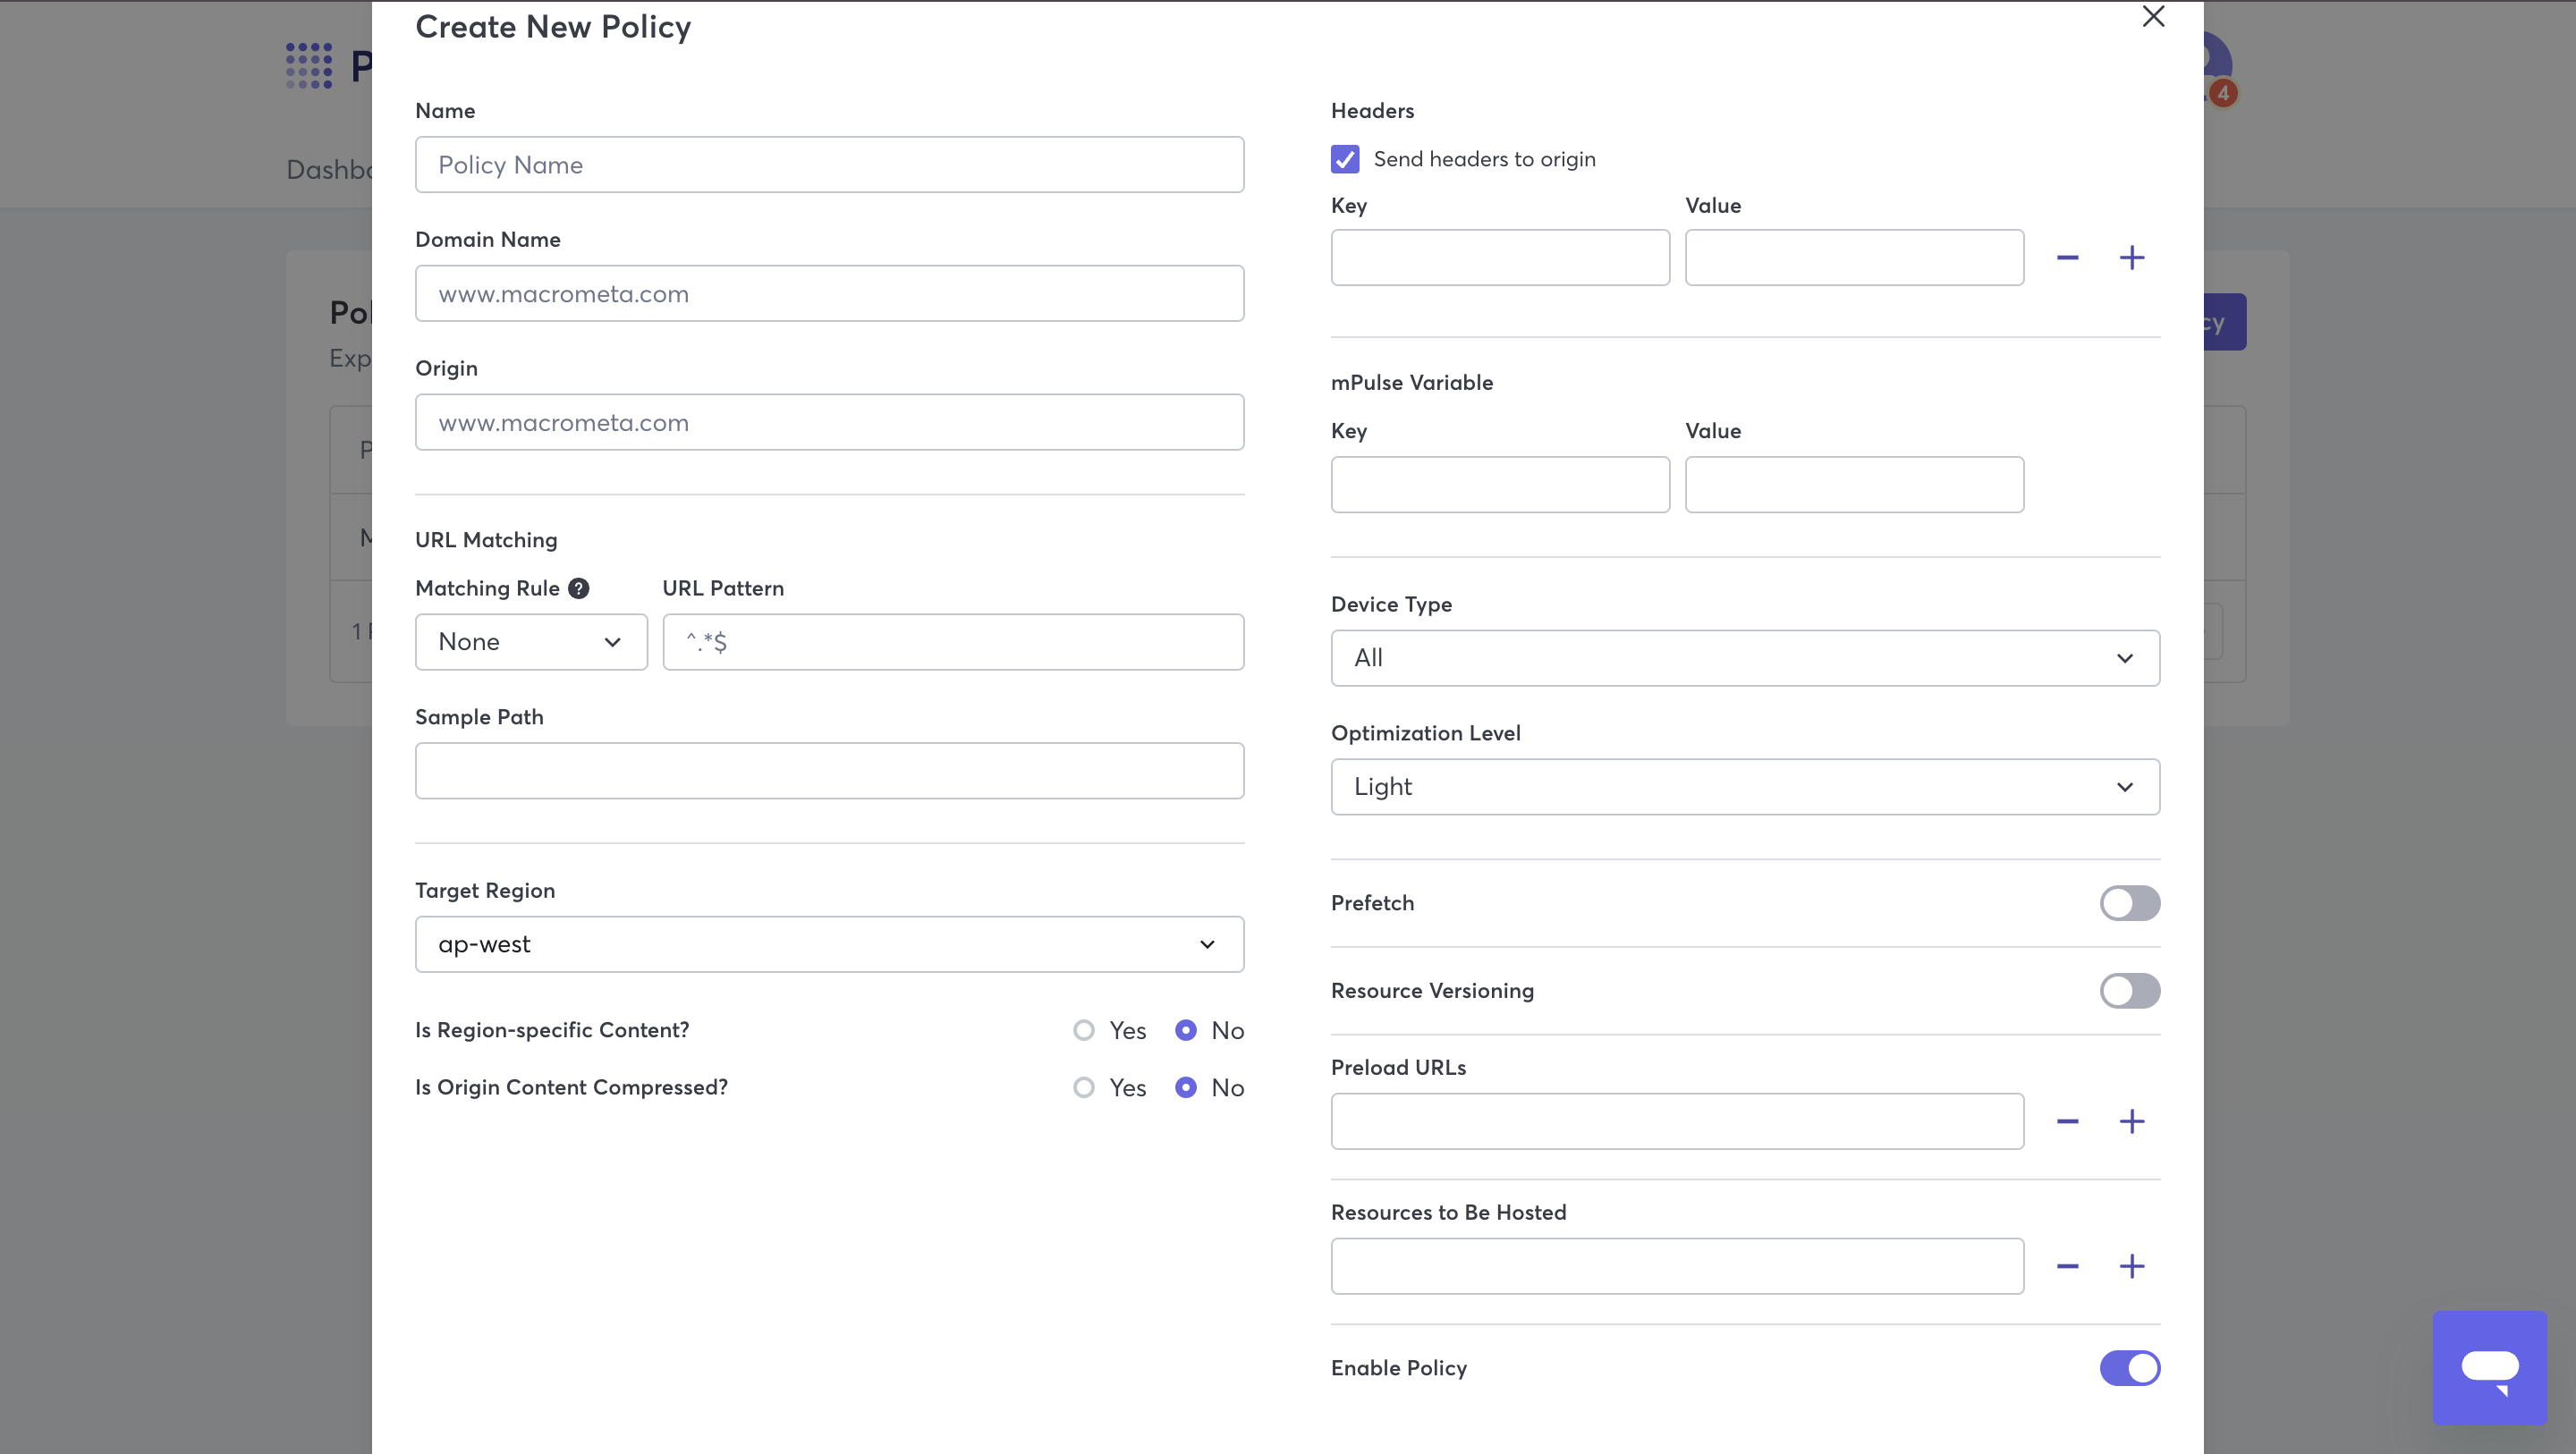 Create New Policy
P
4
Dashbo
Pol
Exp
cy
P
M
1 P
Name
Policy Name
Domain Name
www.macrometa.com
Origin
www.macrometa.com
URL Matching
Matching Rule ?
URL Pattern
None
^.*$
Sample Path
Target Region
ap-west
Is Region-specific Content?
Yes
No
Is Origin Content Compressed?
Yes
No
Headers
Send headers to origin
Key
Value
mPulse Variable
Key
Value
Device Type
All
Optimization Level
Light
Prefetch
Resource Versioning
Preload URLs
Resources to Be Hosted
Enable Policy